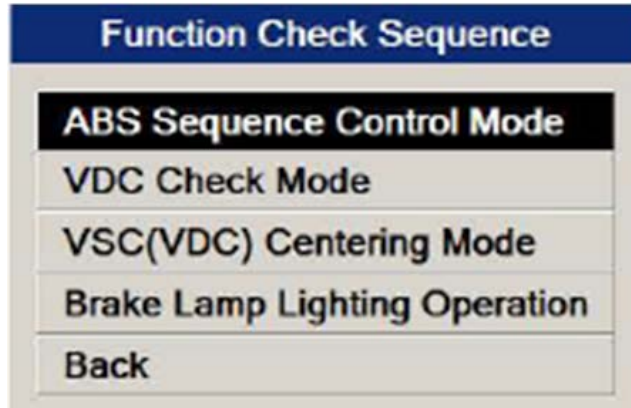 Function Check Sequence
ABS Sequence Control Mode
VDC Check Mode
VSC(VDC) Centering Mode
Brake Lamp Lighting Operation
Back